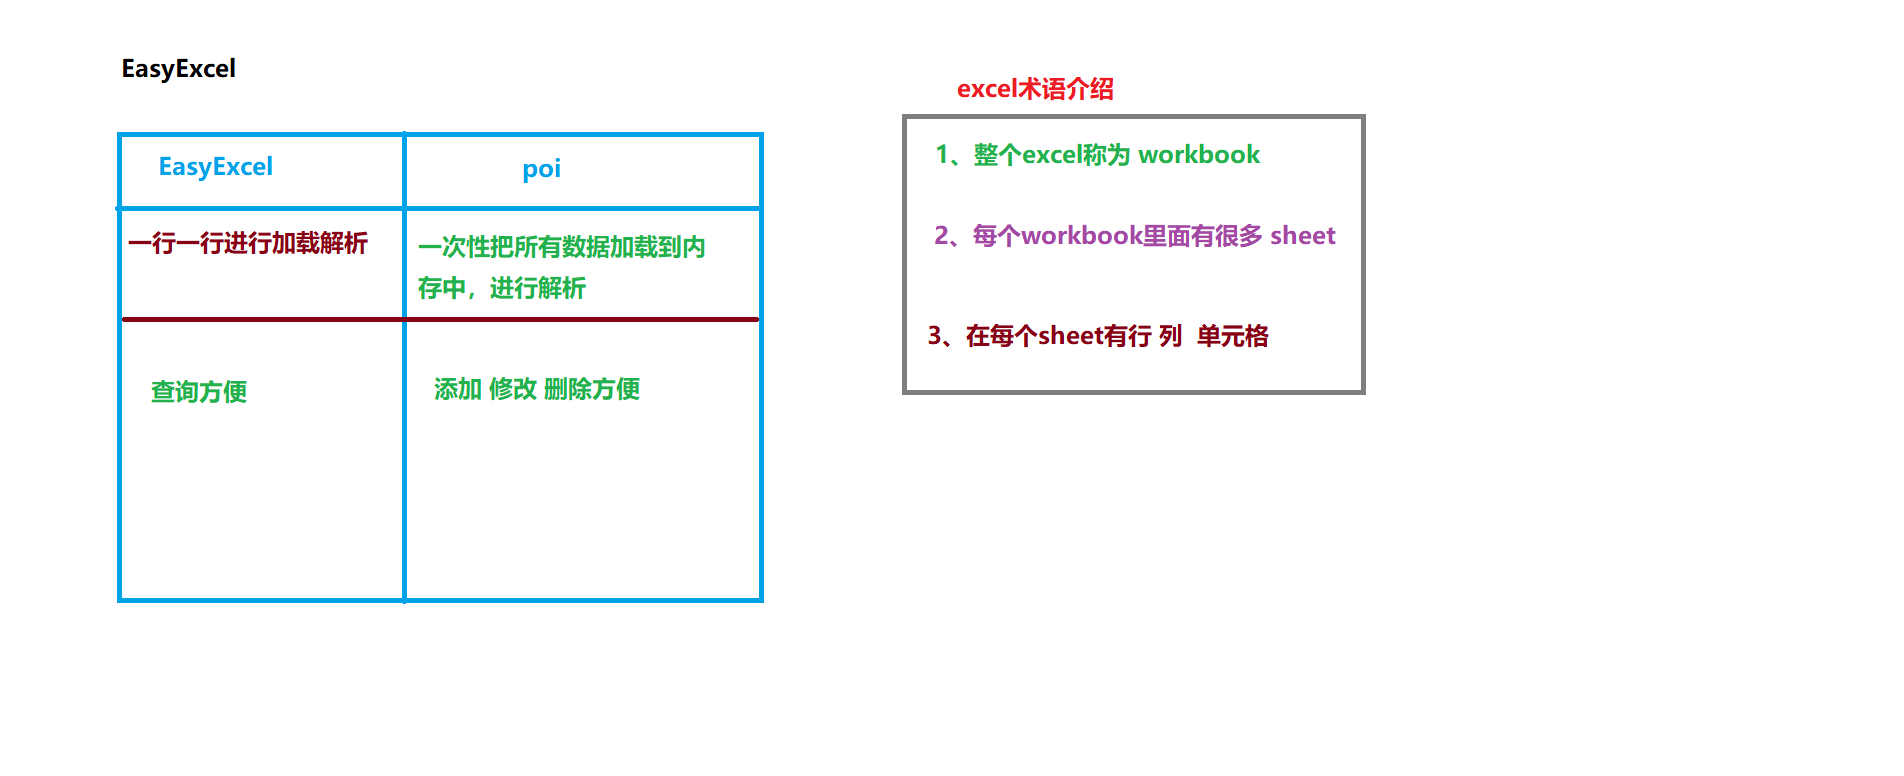 EasyExcel
EasyExcel
poi
一行一行进行加载解析
一次性把所有数据加载到内
存中，进行解析
查询方便
添加 修改 删除方便
excel术语介绍
1、整个excel称为 workbook
2、每个workbook里面有很多 sheet
3、在每个sheet有行 列 单元格